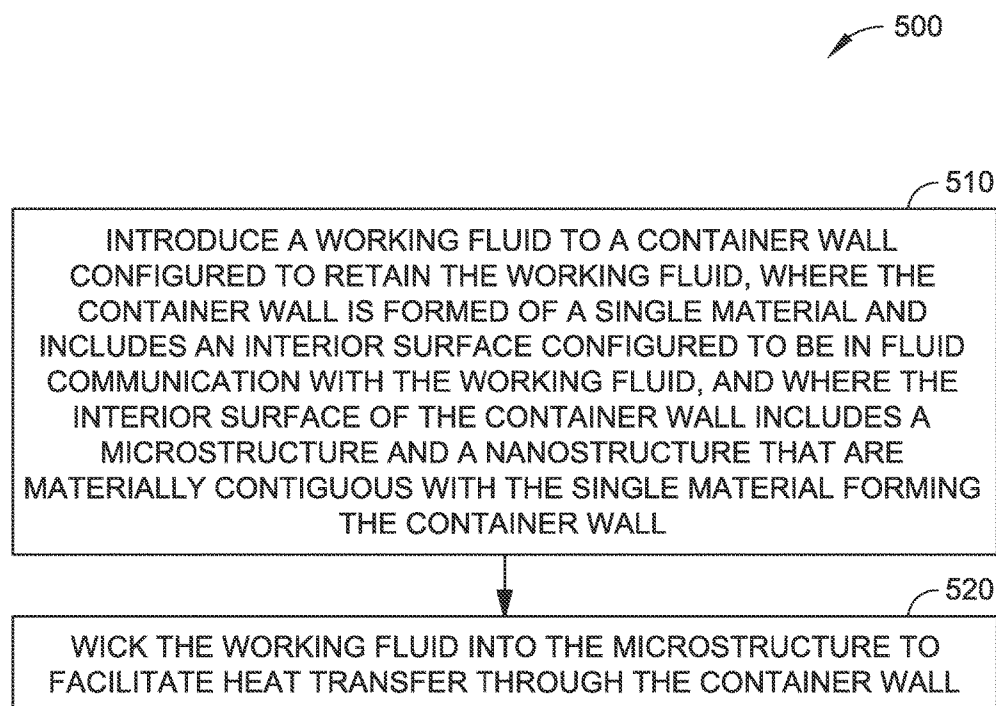 500
510
INTRODUCE A WORKING FLUID TO A CONTAINER WALL
CONFIGURED TO RETAIN THE WORKING FLUID, WHERE THE
CONTAINER WALL IS FORMED OF A SINGLE MATERIAL AND
INCLUDES AN INTERIOR SURFACE CONFIGURED TO BE IN FLUID
COMMUNICATION WITH THE WORKING FLUID, AND WHERE THE
INTERIOR SURFACE OF THE CONTAINER WALL INCLUDES A
MICROSTRUCTURE AND A NANOSTRUCTURE THAT ARE
MATERIALLY CONTIGUOUS WITH THE SINGLE MATERIAL FORMING
THE CONTAINER WALL
520
WICK THE WORKING FLUID INTO THE MICROSTRUCTURE TO
FACILITATE HEAT TRANSFER THROUGH THE CONTAINER WALL